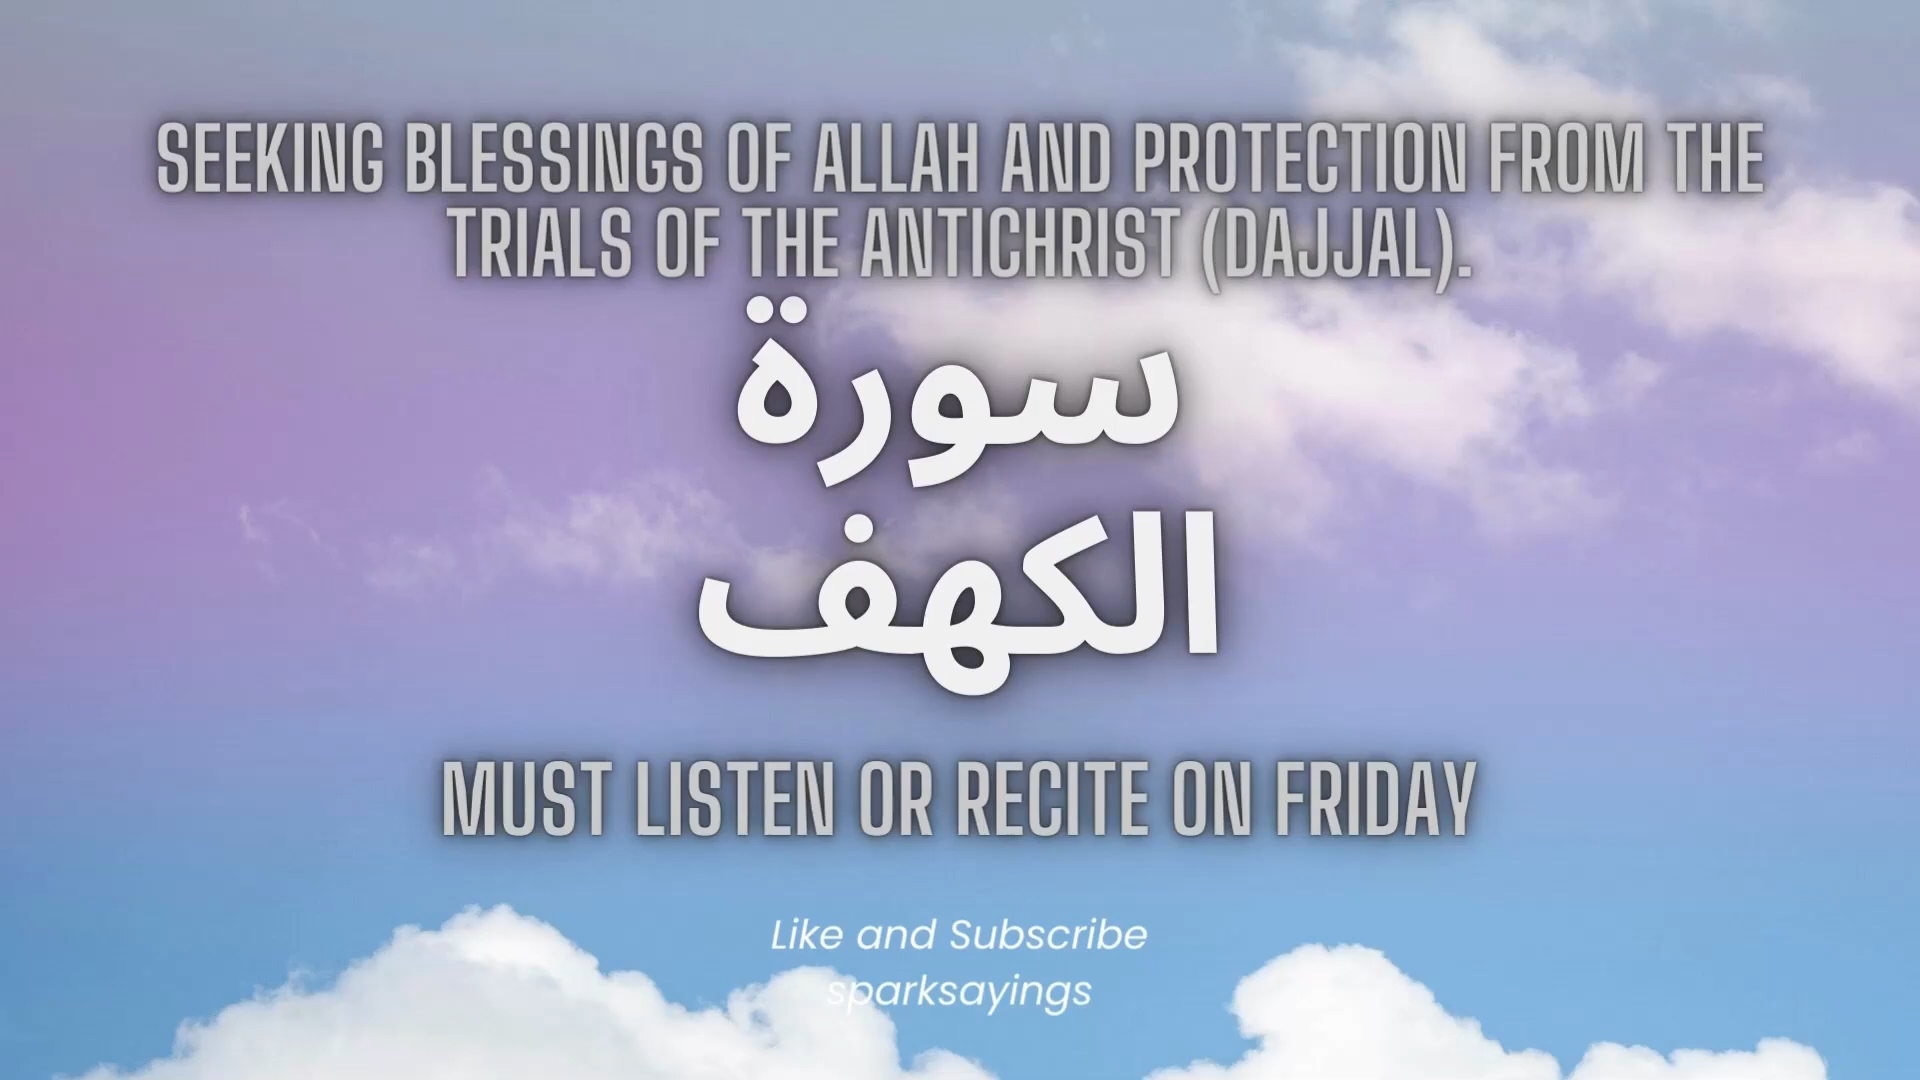 SEEKING BLESSINGS OF ALLAH AND PROTECTION FROM THE
TRIALS OF THE ANTICHRIST (DAJJAL).
سورة
الكهف
MUST LISTEN OR RECITE ON FRIDAY
Like and Subscribe
sparksayings